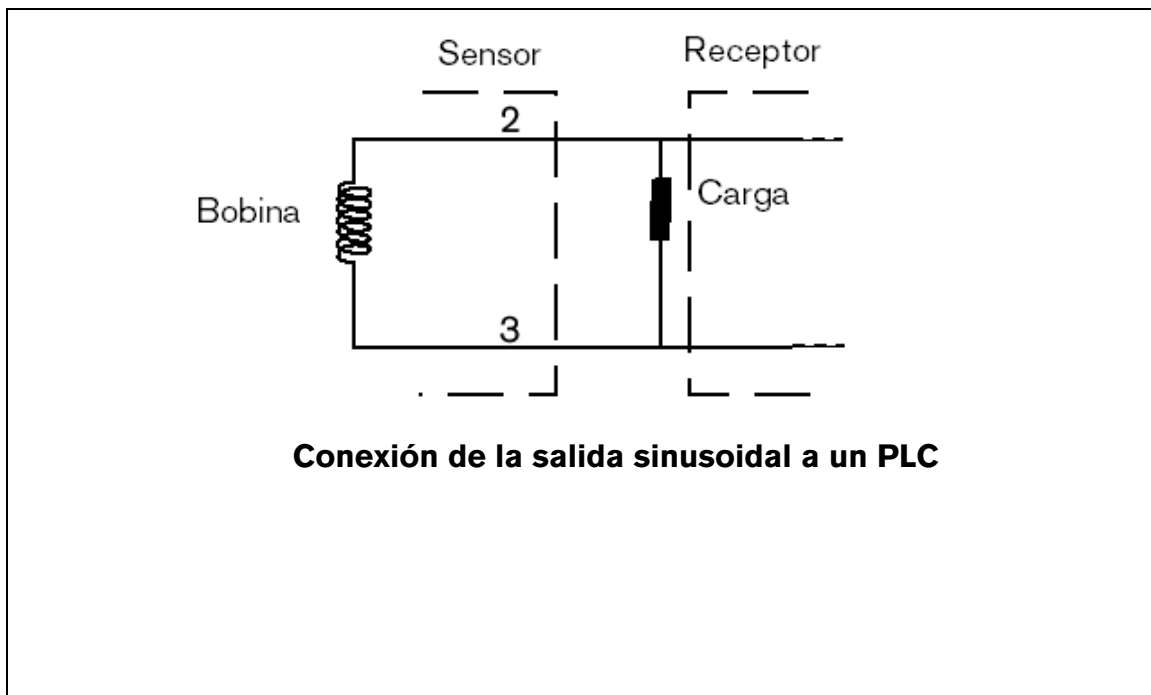 Sensor
Receptor
2
Bobina
Carga
3
Conexión de la salida sinusoidal a un PLC